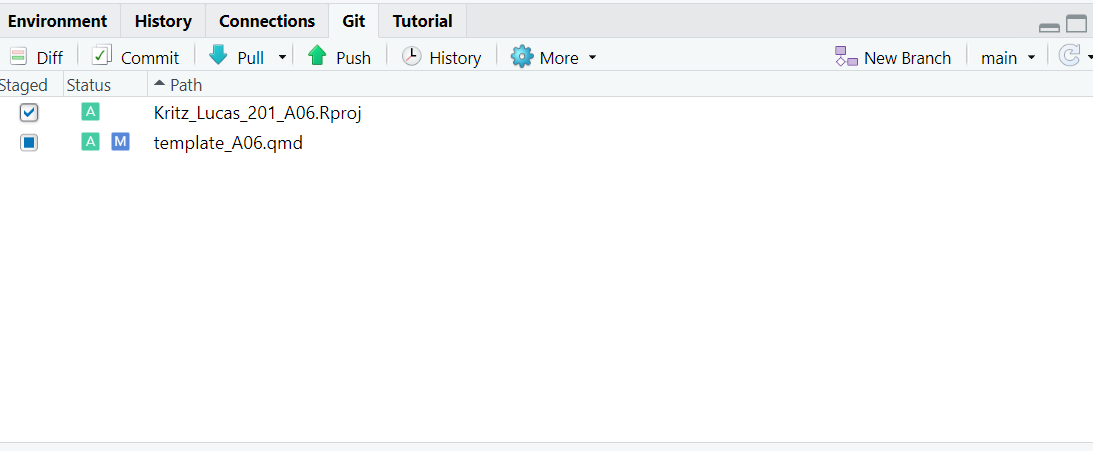 Environment History Connections Git Tutorial
Diff Commit Pull Push History More New Branch main
Staged Status Path
A Kritz_Lucas_201_A06.Rproj
A M template_A06.qmd